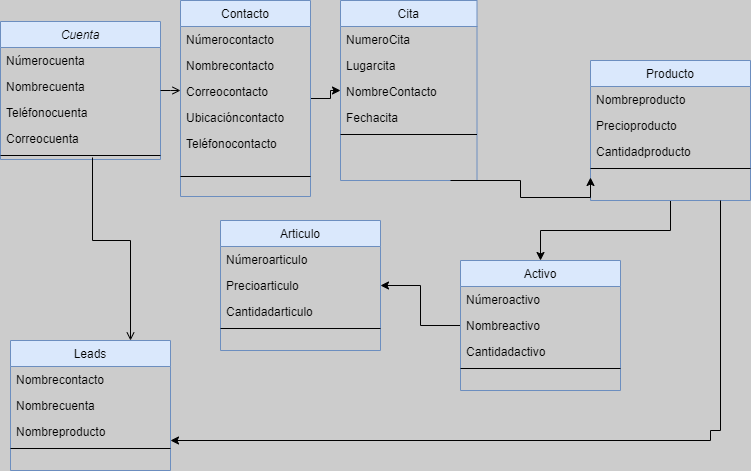 Cuenta
Númerocuenta
Nombrecuenta
Teléfonocuenta
Correocuenta
Contacto
Númerocontacto
Nombrecontacto
Correocontacto
Ubicacióncontacto
Teléfonocontacto
Cita
NumeroCita
Lugarcita
NombreContacto
Fechacita
Producto
Nombreproducto
Precioproducto
Cantidadproducto
Articulo
Númeroarticulo
Precioarticulo
Cantidadarticulo
Activo
Númeroactivo
Nombreactivo
Cantidadactivo
Leads
Nombrecontacto
Nombrecuenta
Nombreproducto